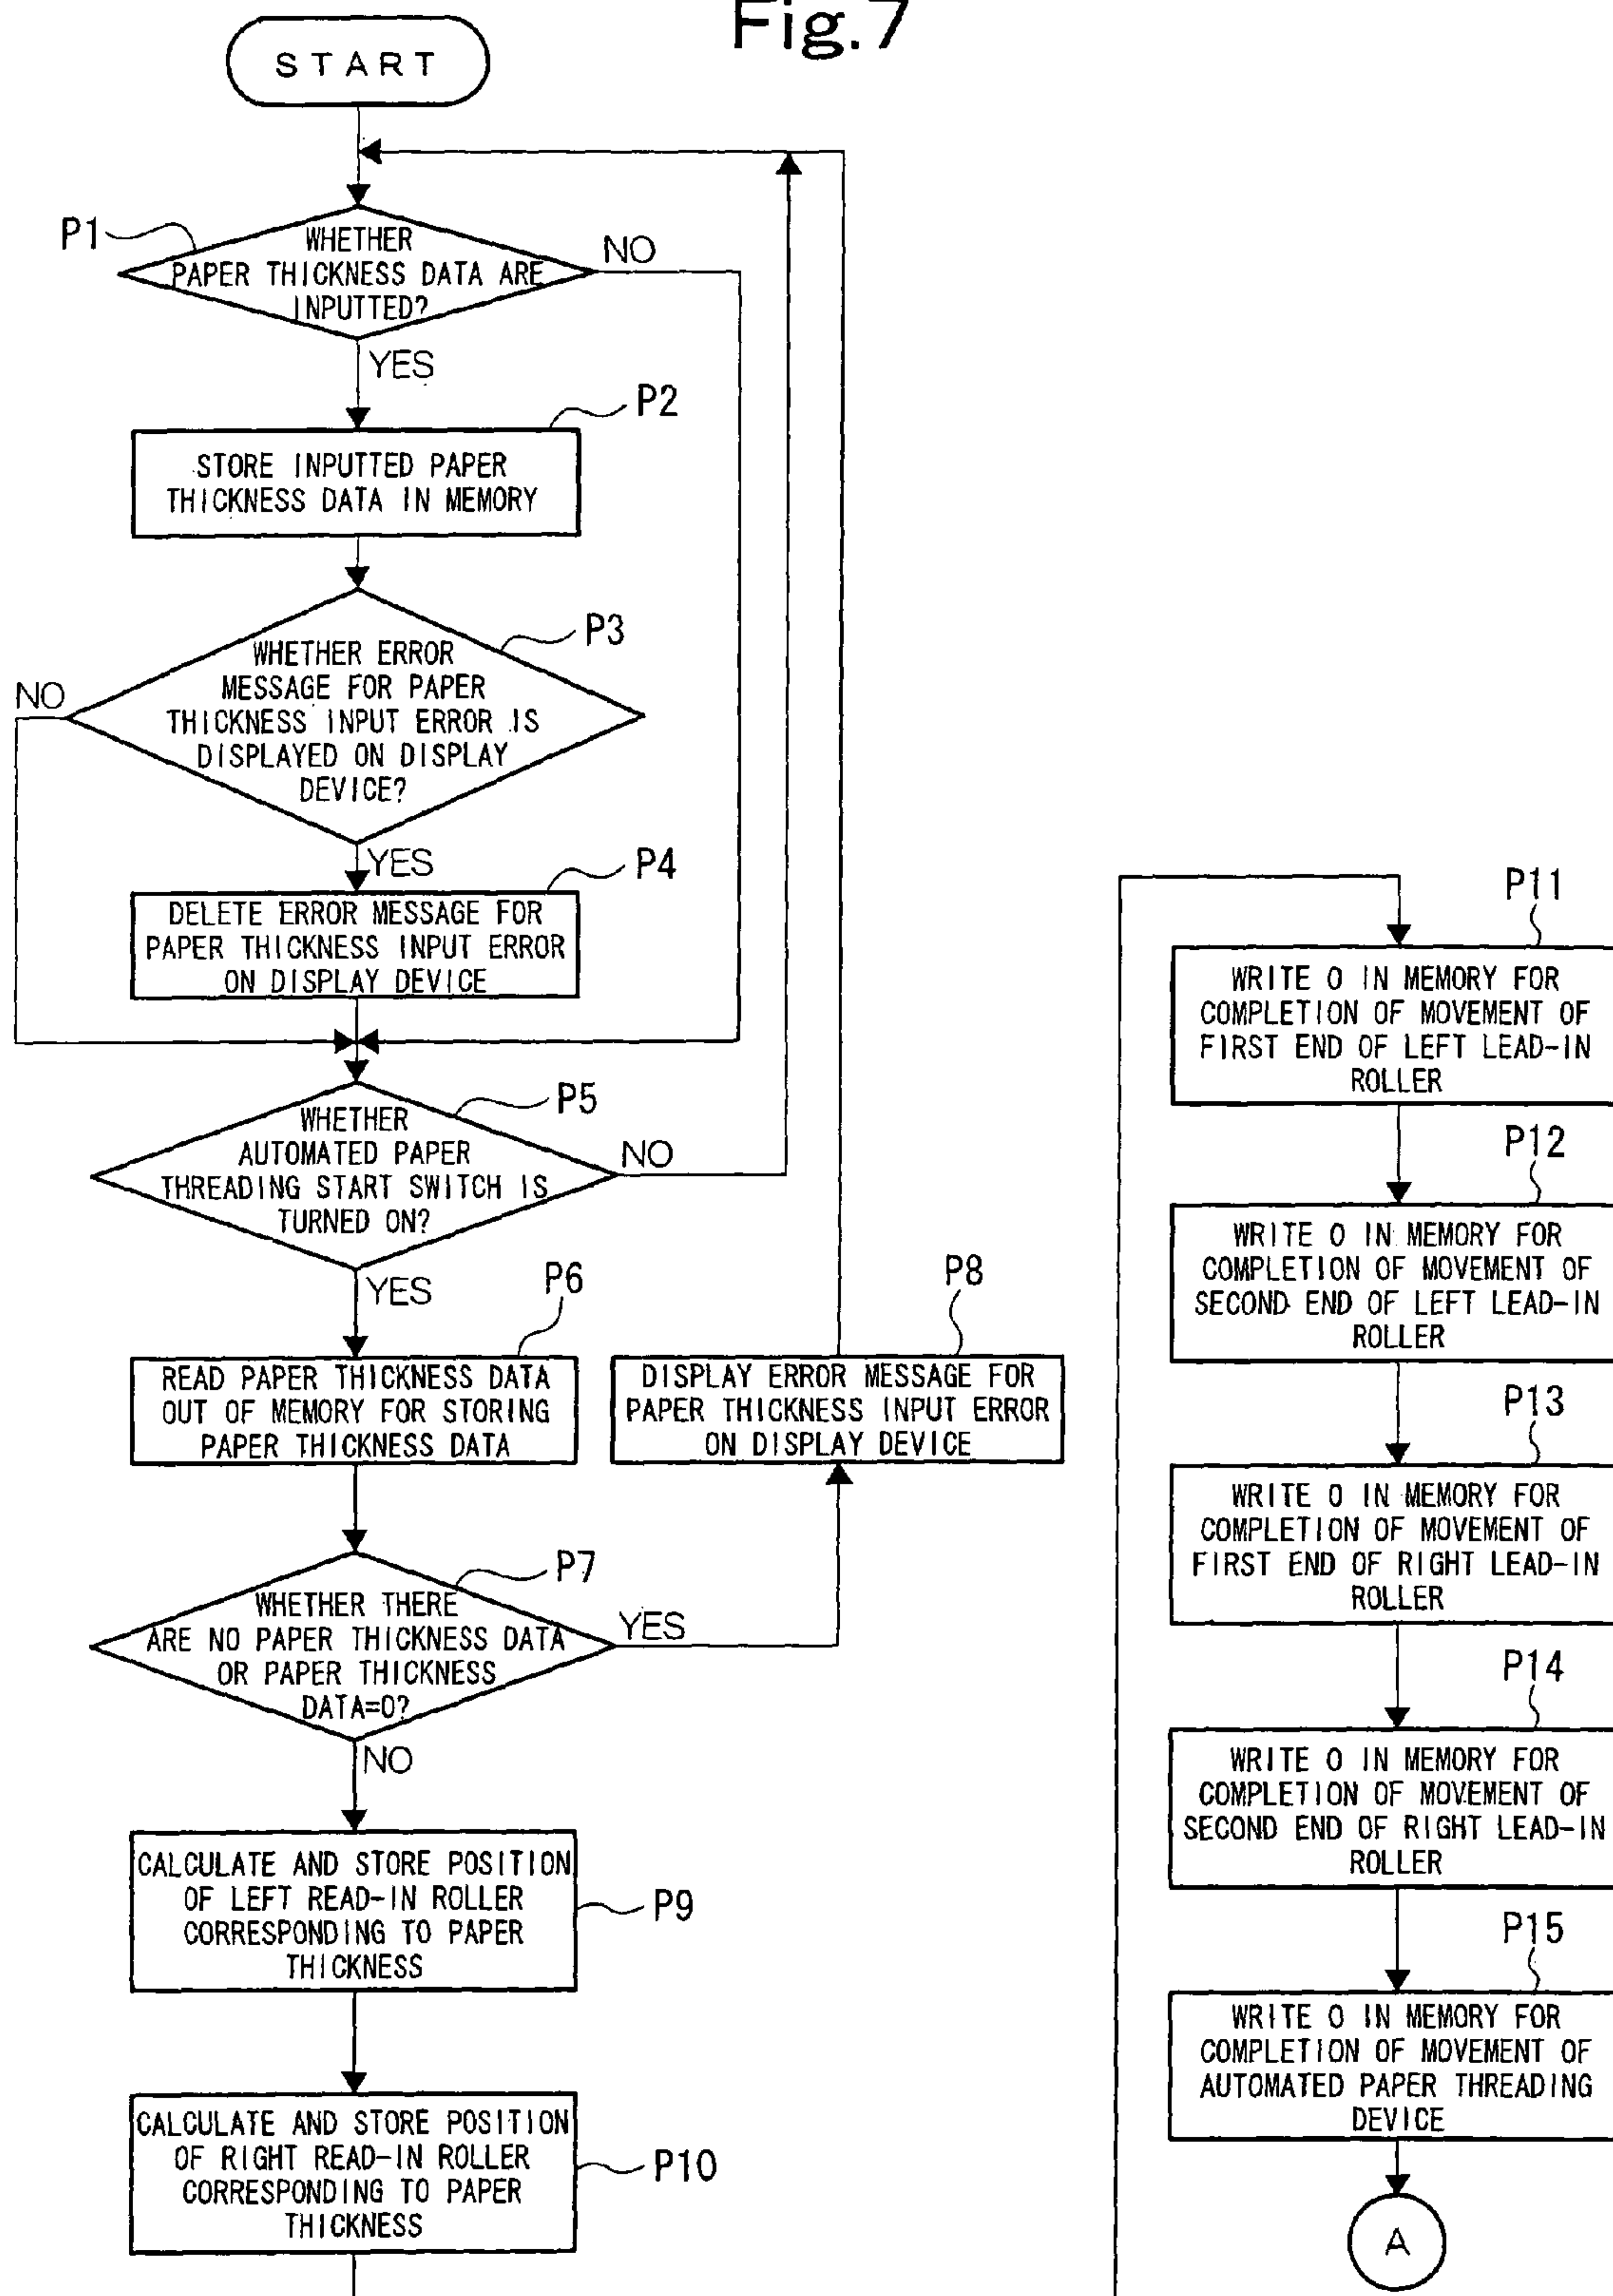 Fig.7
START
P1
WHETHER
PAPER THICKNESS DATA ARE
INPUTTED?
NO
YES
P2
STORE INPUTTED PAPER
THICKNESS DATA IN MEMORY
P3
WHETHER ERROR
MESSAGE FOR PAPER
THICKNESS INPUT ERROR IS
DISPLAYED ON DISPLAY
DEVICE?
NO
YES
P4
DELETE ERROR MESSAGE FOR
PAPER THICKNESS INPUT ERROR
ON DISPLAY DEVICE
P5
WHETHER
AUTOMATED PAPER
THREADING START SWITCH IS
TURNED ON?
NO
YES
P6
READ PAPER THICKNESS DATA
OUT OF MEMORY FOR STORING
PAPER THICKNESS DATA
P8
DISPLAY ERROR MESSAGE FOR
PAPER THICKNESS INPUT ERROR
ON DISPLAY DEVICE
P7
WHETHER THERE
ARE NO PAPER THICKNESS DATA
OR PAPER THICKNESS
DATA=0?
YES
NO
CALCULATE AND STORE POSITION
OF LEFT READ-IN ROLLER
CORRESPONDING TO PAPER
THICKNESS
P9
CALCULATE AND STORE POSITION
OF RIGHT READ-IN ROLLER
CORRESPONDING TO PAPER
THICKNESS
P10
P11
WRITE 0 IN MEMORY FOR
COMPLETION OF MOVEMENT OF
FIRST END OF LEFT LEAD-IN
ROLLER
P12
WRITE 0 IN MEMORY FOR
COMPLETION OF MOVEMENT OF
SECOND END OF LEFT LEAD-IN
ROLLER
P13
WRITE 0 IN MEMORY FOR
COMPLETION OF MOVEMENT OF
FIRST END OF RIGHT LEAD-IN
ROLLER
P14
WRITE 0 IN MEMORY FOR
COMPLETION OF MOVEMENT OF
SECOND END OF RIGHT LEAD-IN
ROLLER
P15
WRITE 0 IN MEMORY FOR
COMPLETION OF MOVEMENT OF
AUTOMATED PAPER THREADING
DEVICE
A